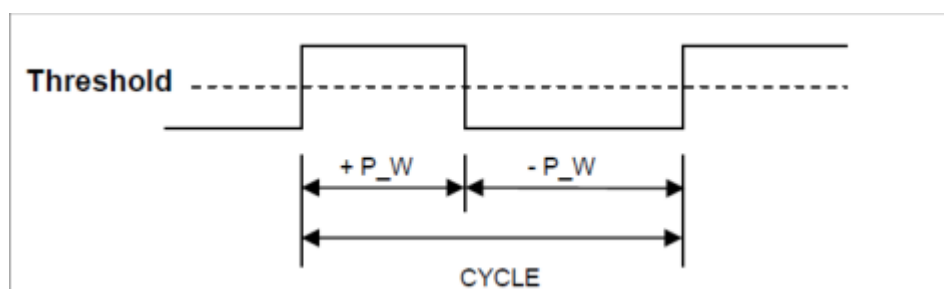 Threshold
+ P_W - P_W
CYCLE